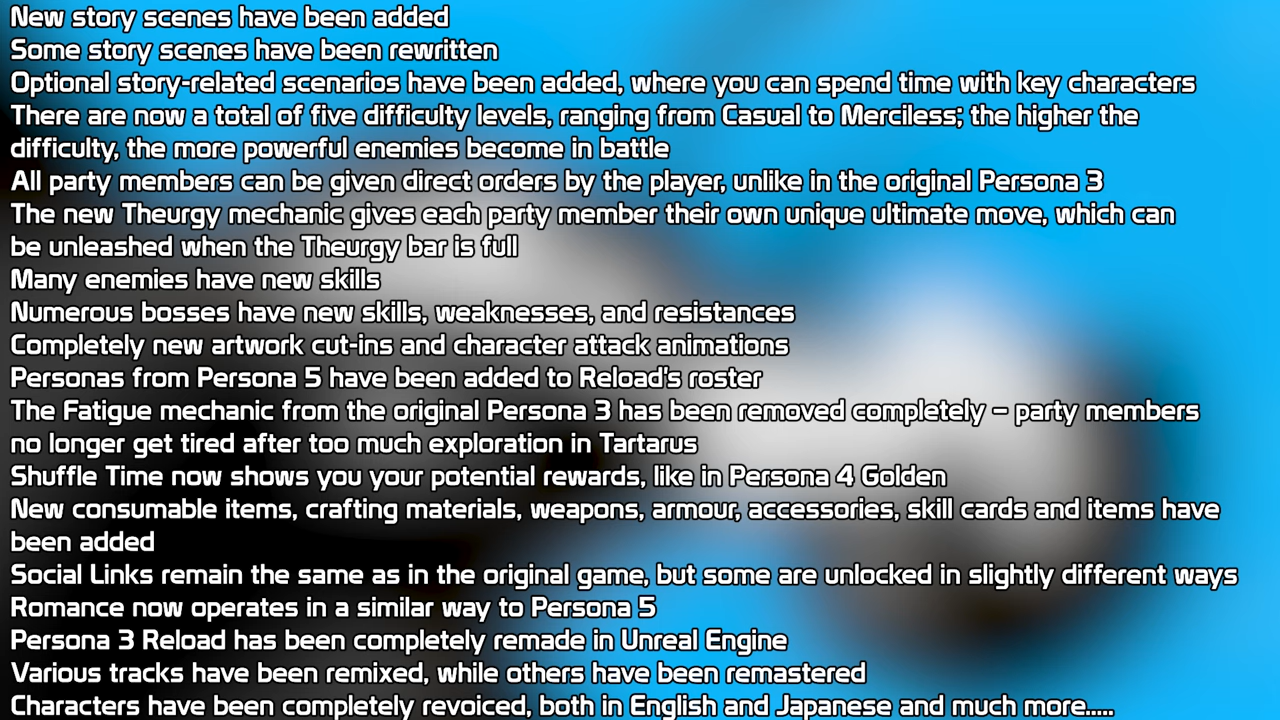 New story scenes have been added
Some story scenes have been rewritten
Optional story-related scenarios have been added, where you can spend time with key characters
There are now a total of five difficulty levels, ranging from Casual to Merciless; the higher the
difficulty, the more powerful enemies become in battle
All party members can be given direct orders by the player, unlike in the original Persona 3
The new Theurgy mechanic gives each party member their own unique ultimate move, which can
be unleashed when the Theurgy bar is full
Many enemies have new skills
Numerous bosses have new skills, weaknesses, and resistances
Completely new artwork cut-ins and character attack animations
Personas from Persona 5 have been added to Reload's roster
The Fatigue mechanic from the original Persona 3 has been removed completely – party members
no longer get tired after too much exploration in Tartarus
Shuffle Time now shows you your potential rewards, like in Persona 4 Golden
New consumable items, crafting materials, weapons, armour, accessories, skill cards and items have
been added
Social Links remain the same as in the original game, but some are unlocked in slightly different ways
Romance now operates in a similar way to Persona 5
Persona 3 Reload has been completely remade in Unreal Engine
Various tracks have been remixed, while others have been remastered
Characters have been completely revoiced, both in English and Japanese and much more.....